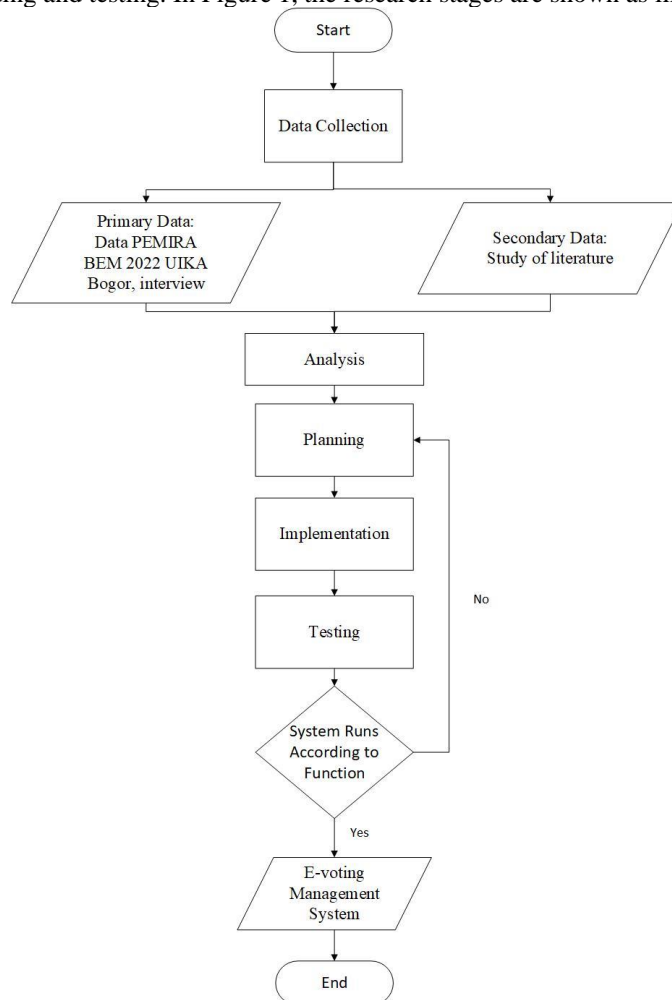 and testing. In Figure 1, the research stages are shown as
Start
Data Collection
Primary Data:
Data PEMIRA
BEM 2022 UIKA
Bogor, interview
Secondary Data:
Study of literature
Analysis
Planning
Implementation
No
Testing
System Runs
According to
Function
Yes
E-voting
Management
System
End